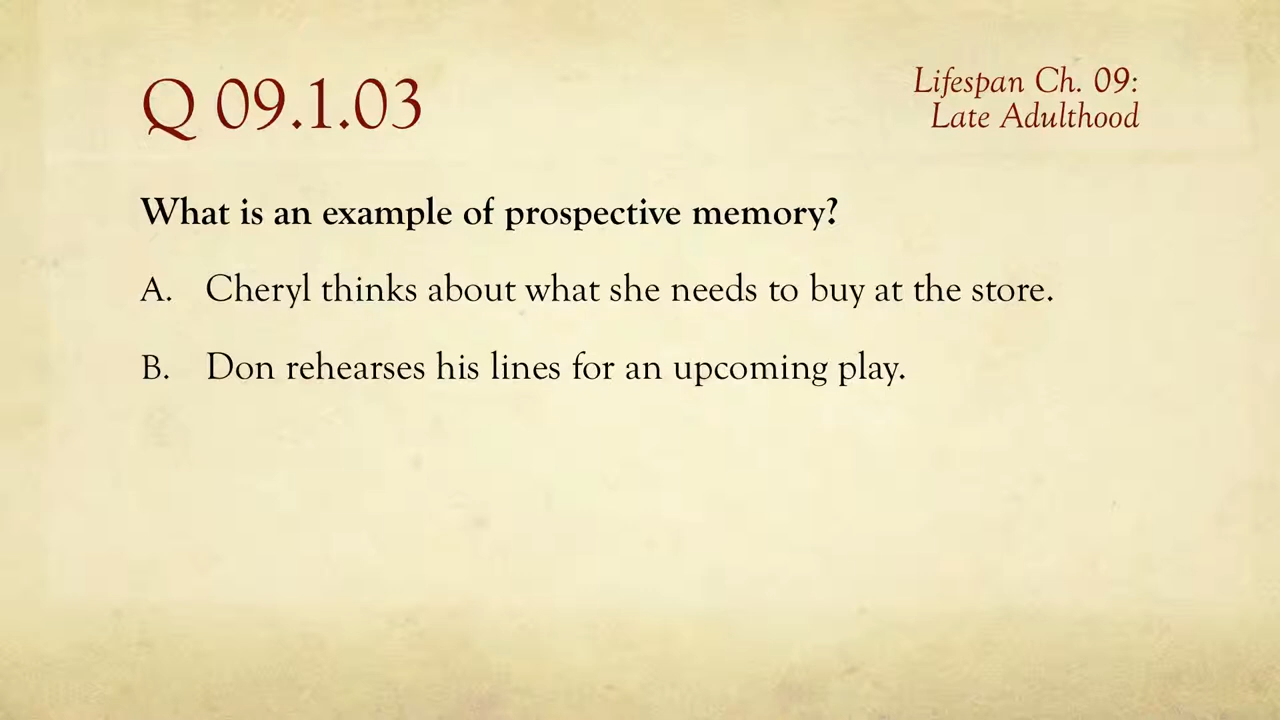 Q 09.1.03
Lifespan Ch. 09:
Late Adulthood
What is an example of prospective memory?
A. Cheryl thinks about what she needs to buy at the store.
B. Don rehearses his lines for an upcoming play.